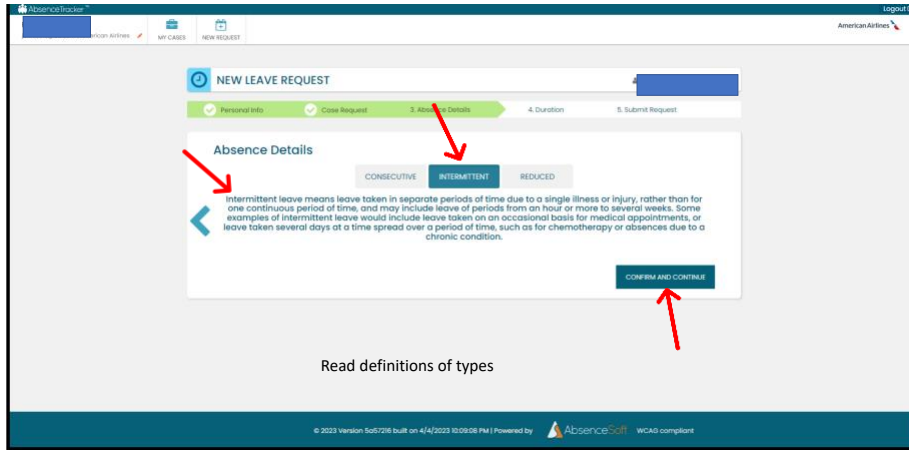 AbsenceTracker™
Logout
American Airlines
MY CASES
NEW REQUEST
American Airlines
NEW LEAVE REQUEST
Personal Info
Case Request
3. Absence Details
4. Duration
5. Submit Request
Absence Details
CONSECUTIVE
INTERMITTENT
REDUCED
Intermittent leave means leave taken in separate periods of time due to a single illness or injury, rather than for
one continuous period of time, and may include leave of periods from an hour or more to several weeks. Some
examples of intermittent leave would include leave taken on an occasional basis for medical appointments, or
leave taken several days at a time spread over a period of time, such as for chemotherapy or absences due to a
chronic condition.
CONFIRM AND CONTINUE
Read definitions of types
© 2023 Version 5a57216 built on 4/4/2023 10:09:08 PM | Powered by
AbsenceSoft
WCAG compliant